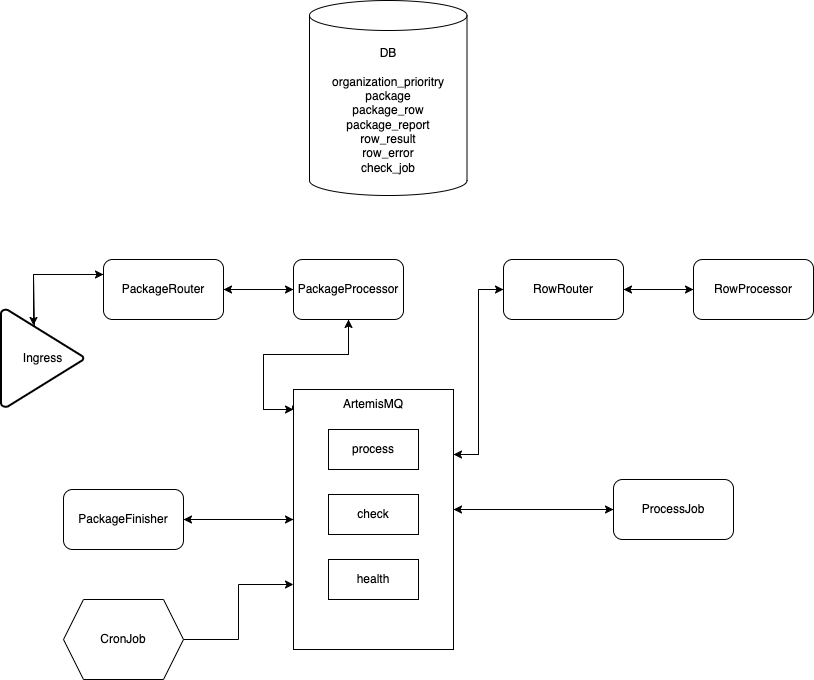 DB
organization_prioritry
package
package_row
package_report
row_result
row_error
check_job
PackageRouter
PackageProcessor
RowRouter
RowProcessor
Ingress
ArtemisMQ
process
check
health
PackageFinisher
ProcessJob
CronJob